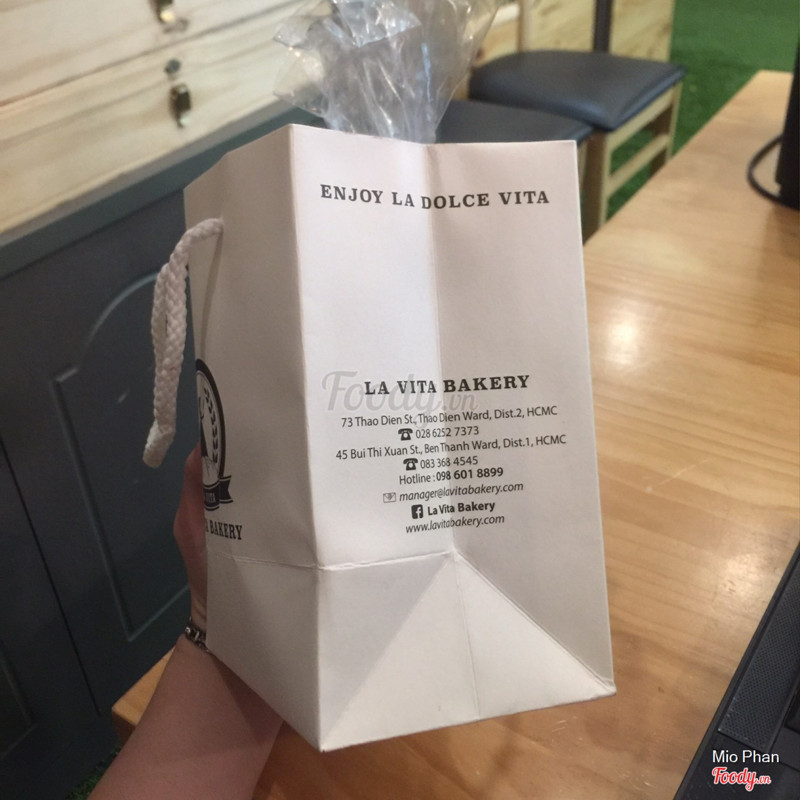 ENJOY LA DOLCE VITA
LA VITA BAKERY
Foody.vn
73 Thao Dien St., Thao Dien Ward, Dist.2, HCMC
028 6252 7373
45 Bui Thi Xuan St., Ben Thanh Ward, Dist.1, HCMC
083 368 4545
Hotline : 098 601 8899
manager@lavitabakery.com
La Vita Bakery
www.lavitabakery.com
BAKERY
Mio Phan
Foody.vn